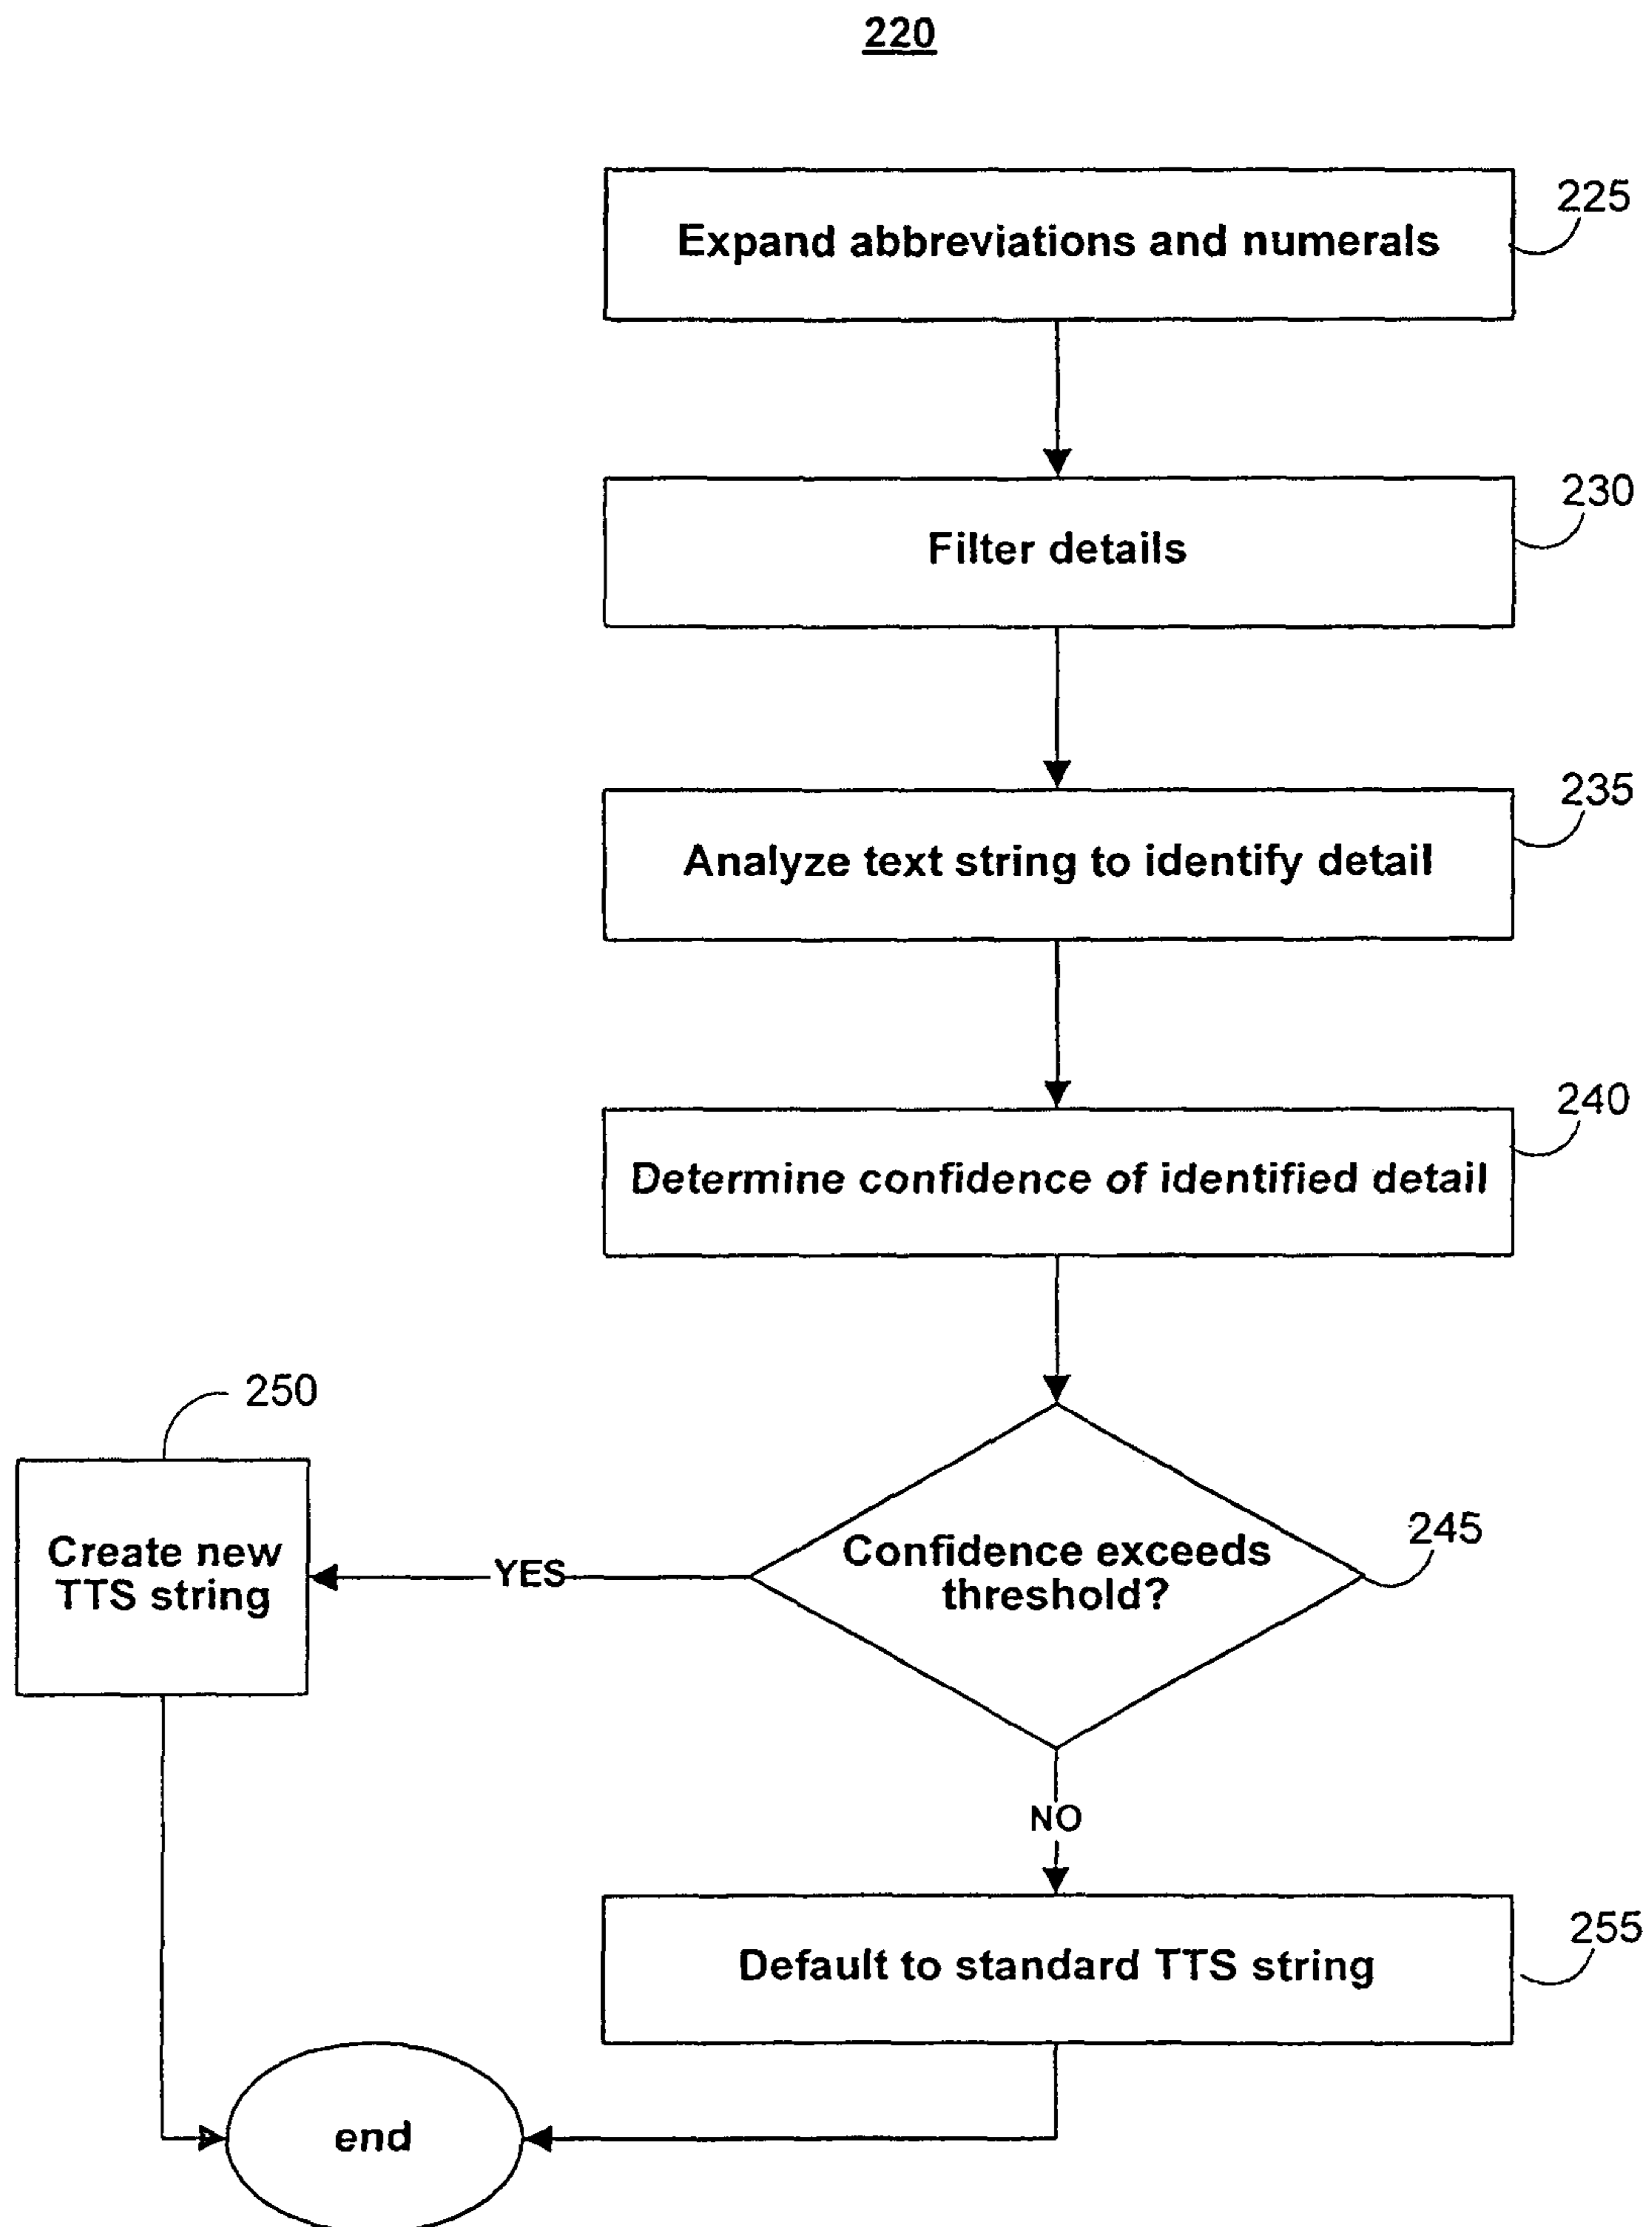 220
225
Expand abbreviations and numerals
230
Filter details
235
Analyze text string to identify detail
240
Determine confidence of identified detail
250
Create new
TTS string
YES
Confidence exceeds
threshold?
245
NO
255
Default to standard TTS string
end